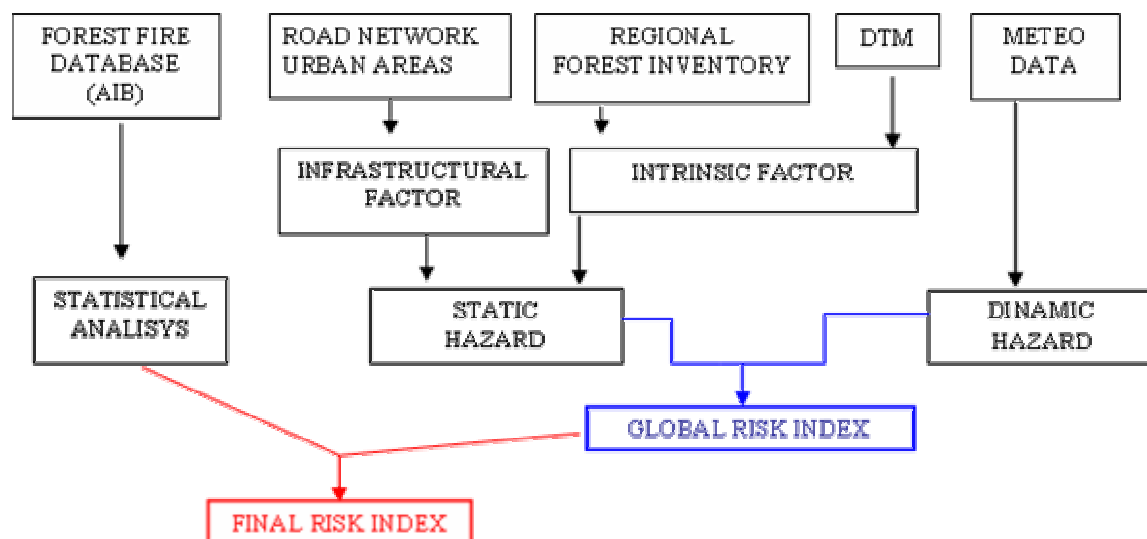 FOREST FIRE
DATABASE
(AIB)
ROAD NETWORK
URBAN AREAS
REGIONAL
FOREST INVENTORY
DTM
METEO
DATA
INFRASTRUCTURAL
FACTOR
INTRINSIC FACTOR
STATISTICAL
ANALISYS
STATIC
HAZARD
DINAMIC
HAZARD
GLOBAL RISK INDEX
FINAL RISK INDEX